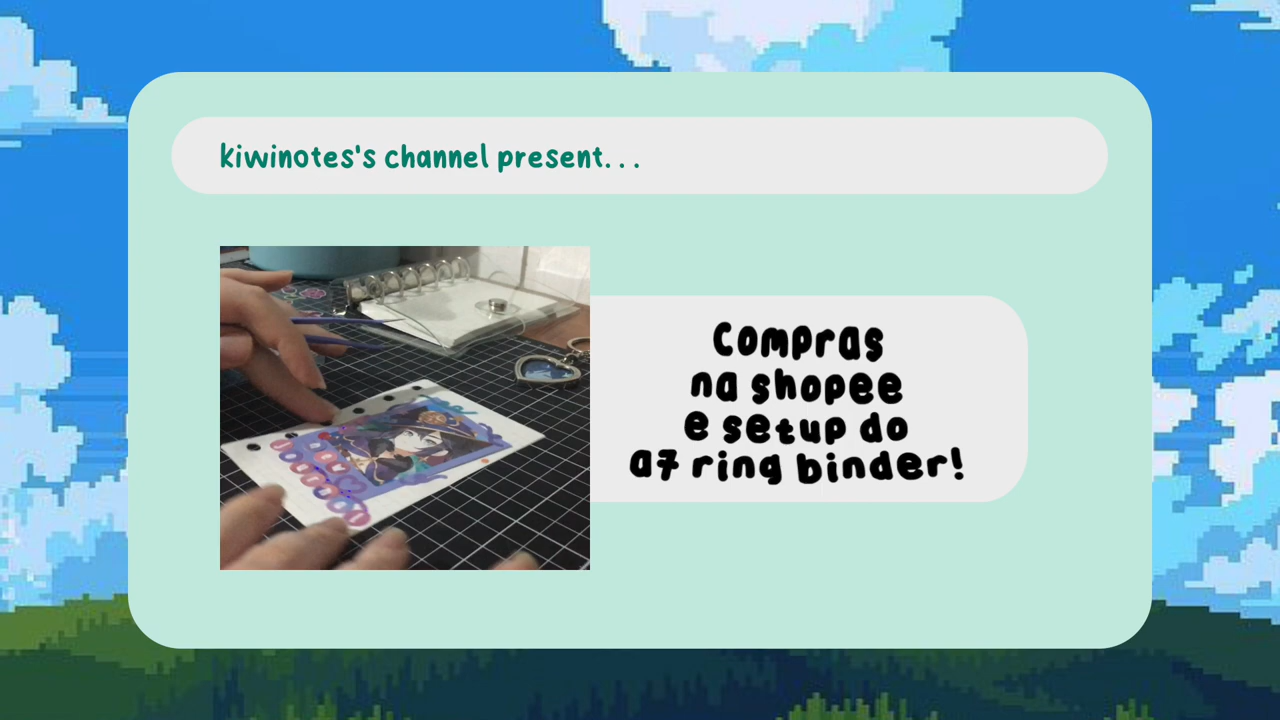 kiwinotes's channel present...
Compras
na shopee
e setup do
a7 ring binder!